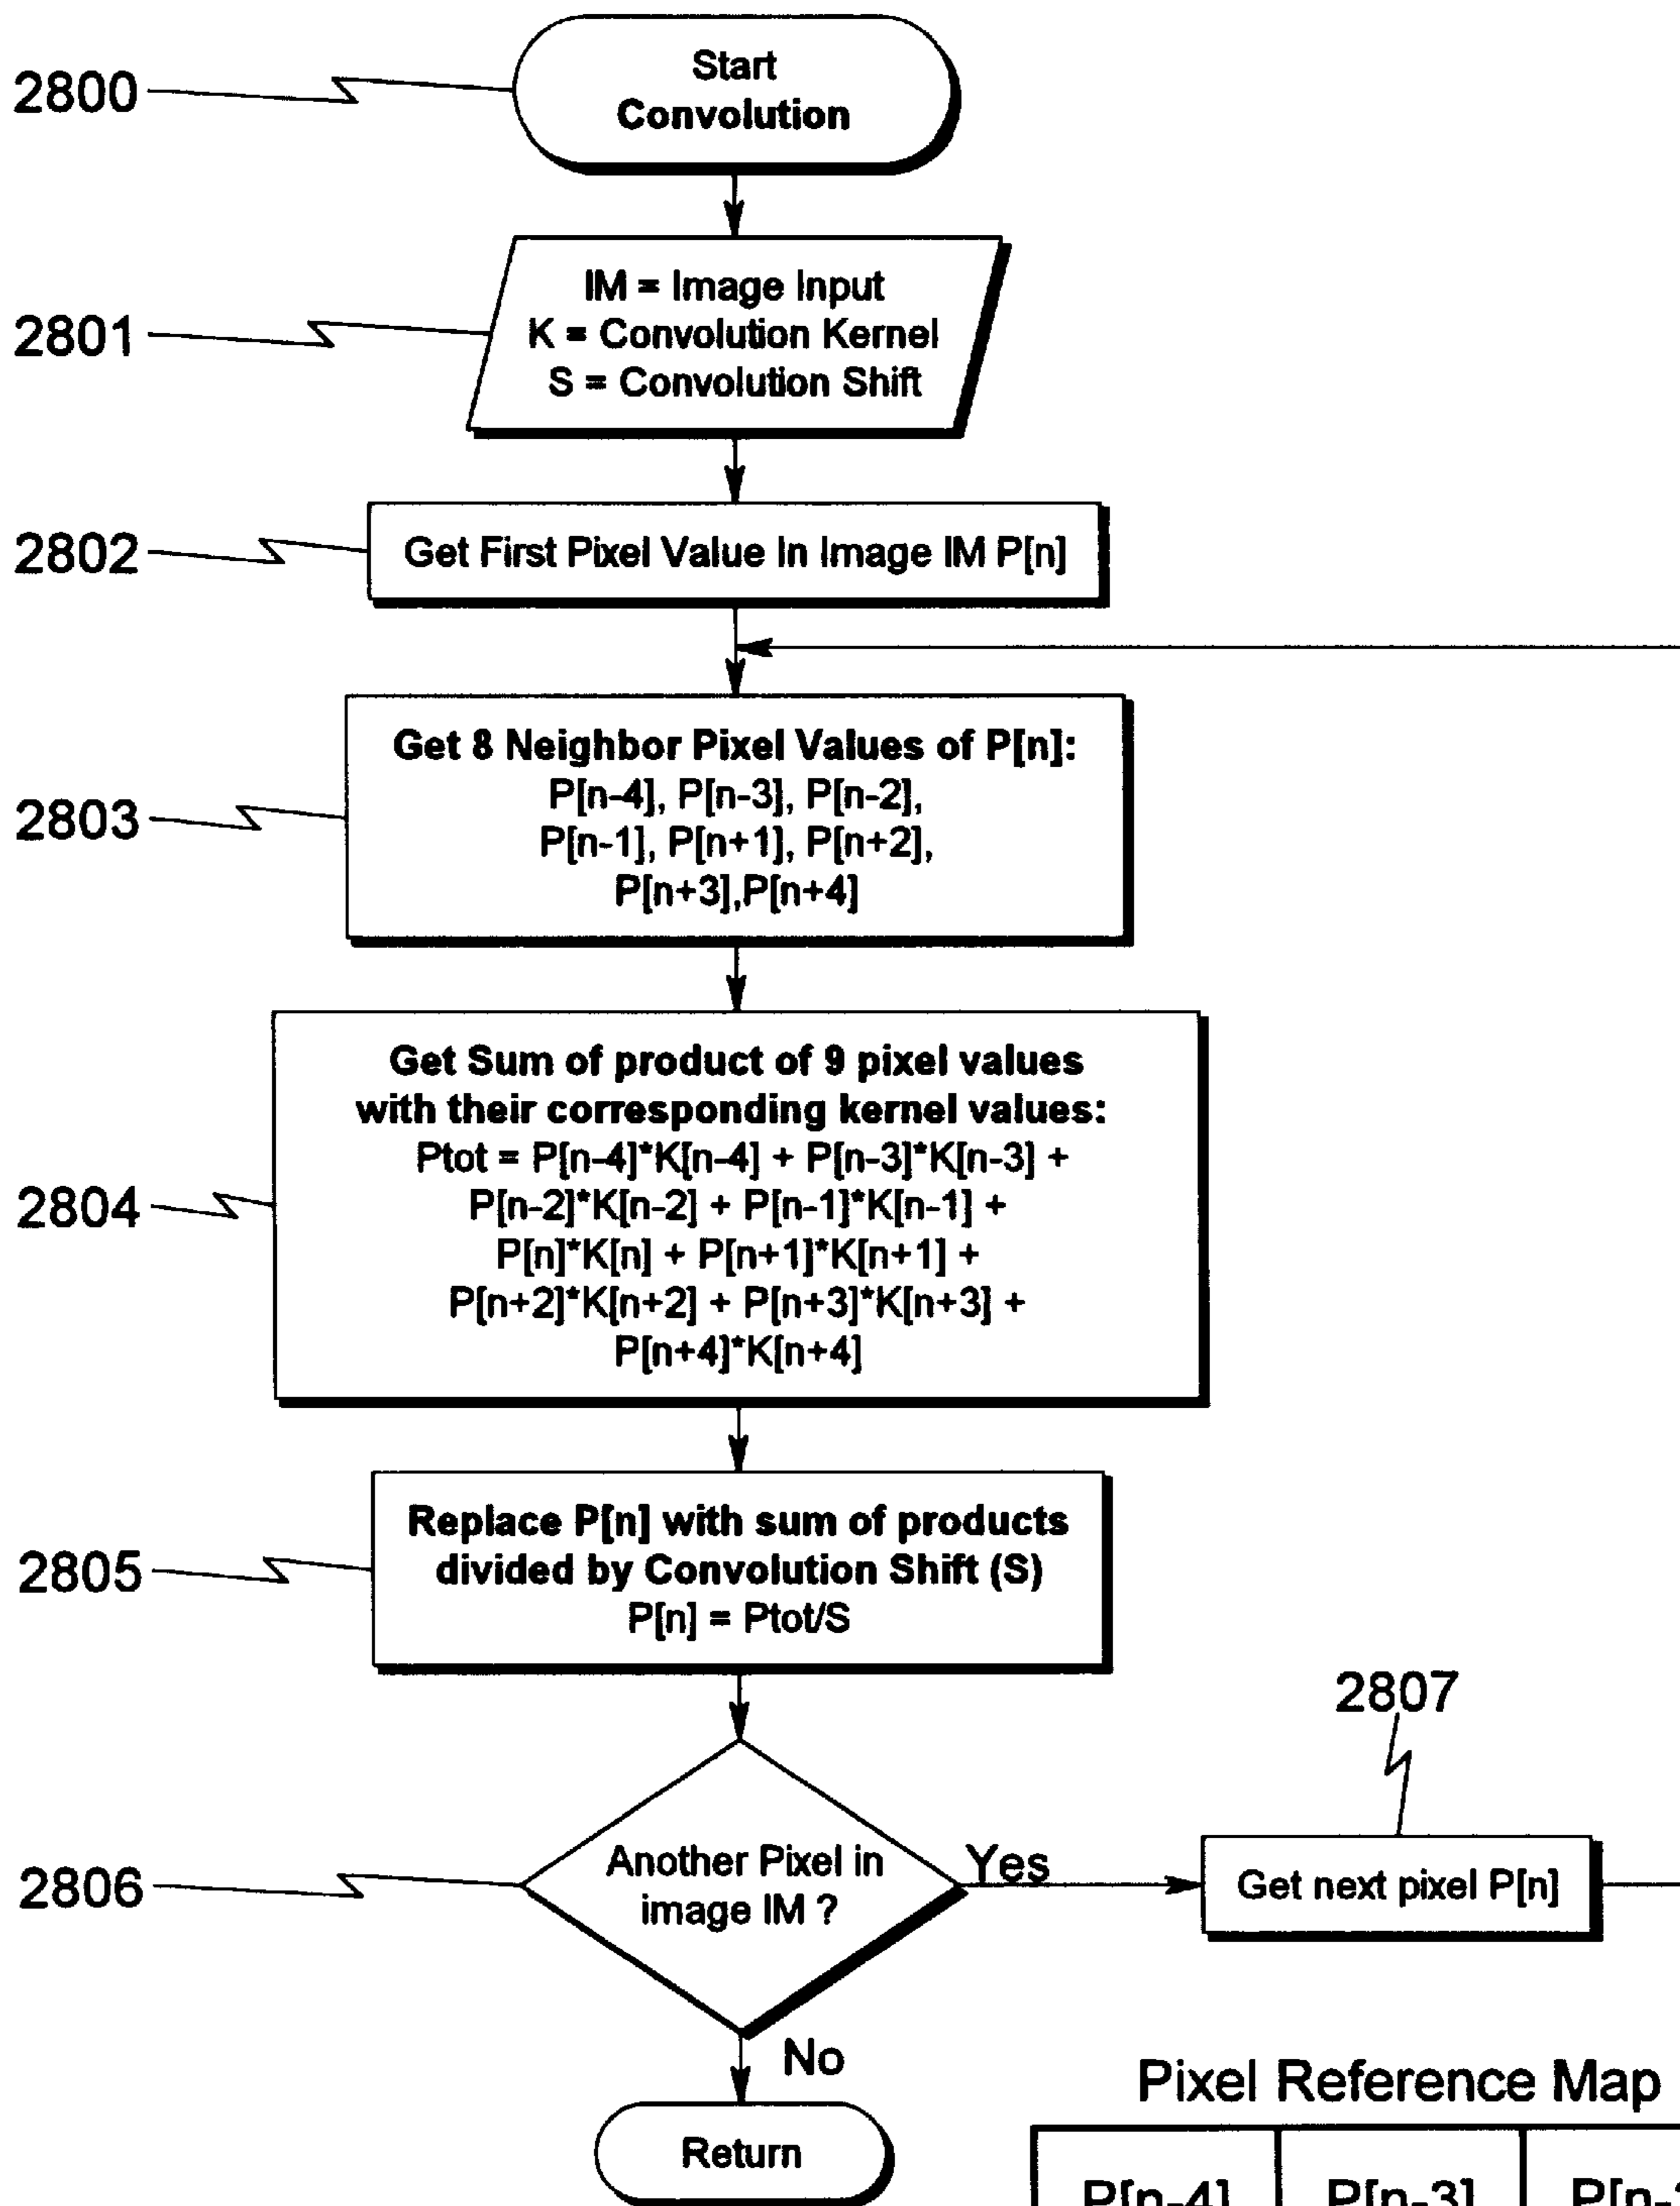 2800
Start
Convolution
2801
IM = Image Input
K = Convolution Kernel
S = Convolution Shift
2802
Get First Pixel Value In Image IM P[n]
2803
Get 8 Neighbor Pixel Values of P[n]:
P[n-4], P[n-3], P[n-2],
P[n-1], P[n+1], P[n+2],
P[n+3],P[n+4]
2804
Get Sum of product of 9 pixel values
with their corresponding kernel values:
Ptot = P[n-4]*K[n-4] + P[n-3]*K[n-3] +
P[n-2]*K[n-2] + P[n-1]*K[n-1] +
P[n]*K[n] + P[n+1]*K[n+1] +
P[n+2]*K[n+2] + P[n+3]*K[n+3] +
P[n+4]*K[n+4]
2805
Replace P[n] with sum of products
divided by Convolution Shift (S)
P[n] = Ptot/S
2806
Another Pixel in
image IM ?
Yes
2807
Get next pixel P[n]
No
Return
Pixel Reference Map
P[n-4] P[n-3]